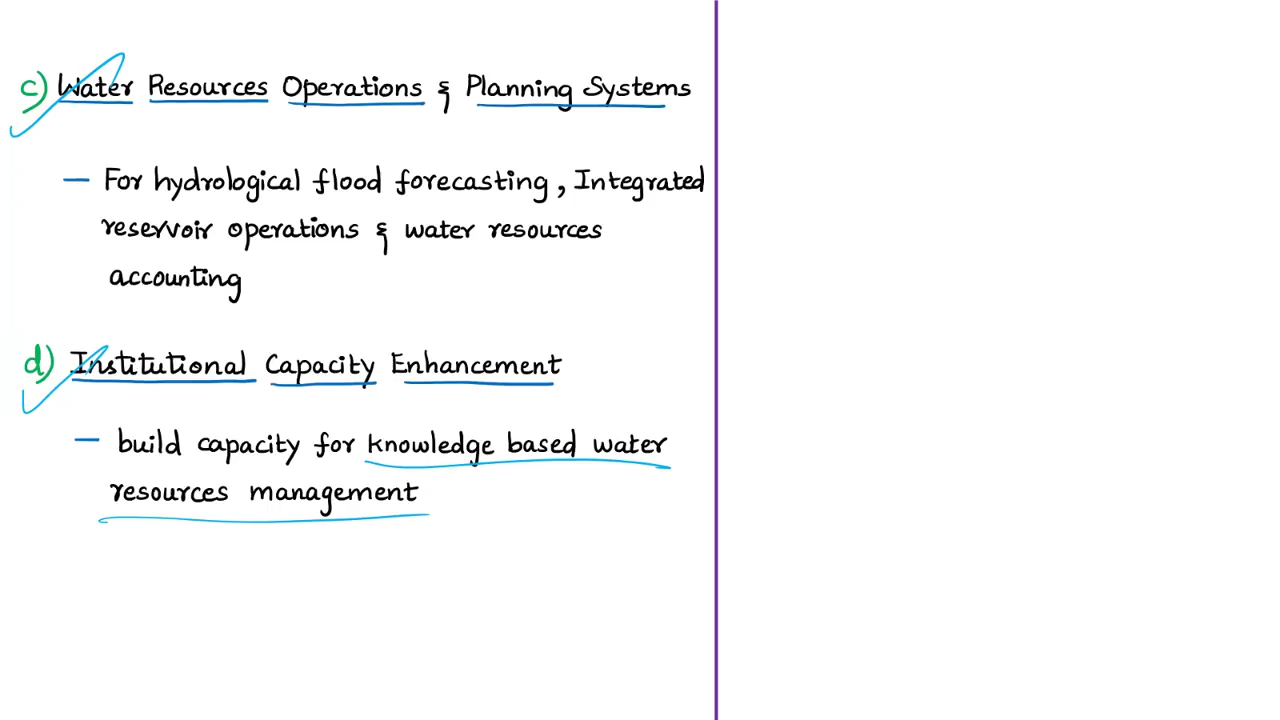 c) Water Resources Operations & Planning Systems
— For hydrological flood forecasting, Integrated
reservoir operations & water resources
accounting
d) Institutional Capacity Enhancement
— build capacity for knowledge based water
resources management